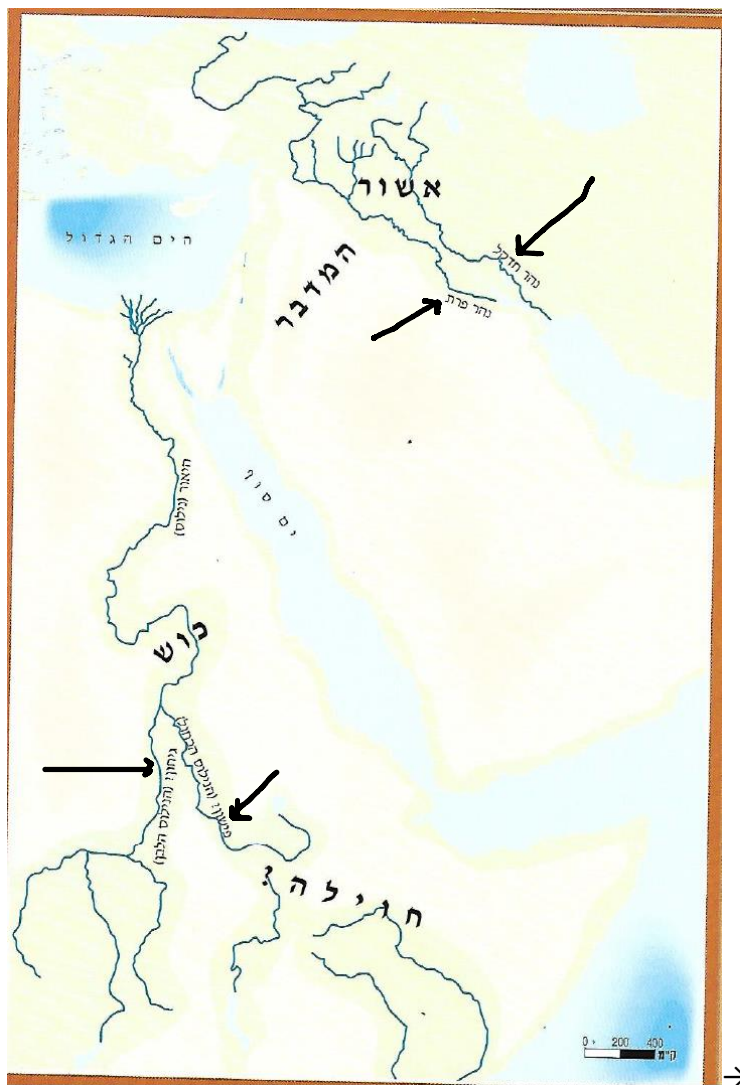 אשור
הים הגדול
נהר חדקל
המדבר
נהר פרת
היאור (נילוס)
ים סוף
כוש
גיחון? (הנילוס הלבן)
פישון? (הנילוס הכחול)
חוילה?
0 200 400
ק"מ